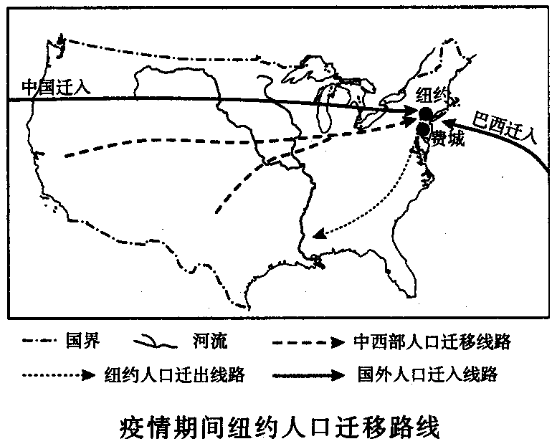 中国迁入
纽约
费城
巴西迁入
国界
河流
中西部人口迁移线路
纽约人口迁出线路
国外人口迁入线路
疫情期间纽约人口迁移路线